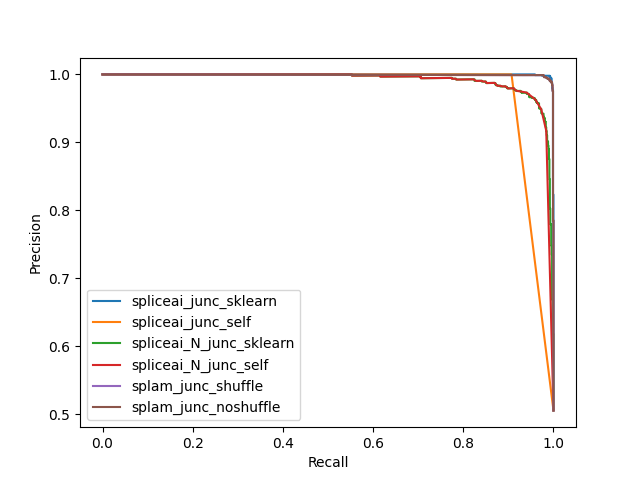 1.0
0.9
0.8
0.7
0.6
0.5
Precision
spliceai_junc_sklearn
spliceai_junc_self
spliceai_N_junc_sklearn
spliceai_N_junc_self
splam_junc_shuffle
splam_junc_noshuffle
0.0 0.2 0.4 0.6 0.8 1.0
Recall